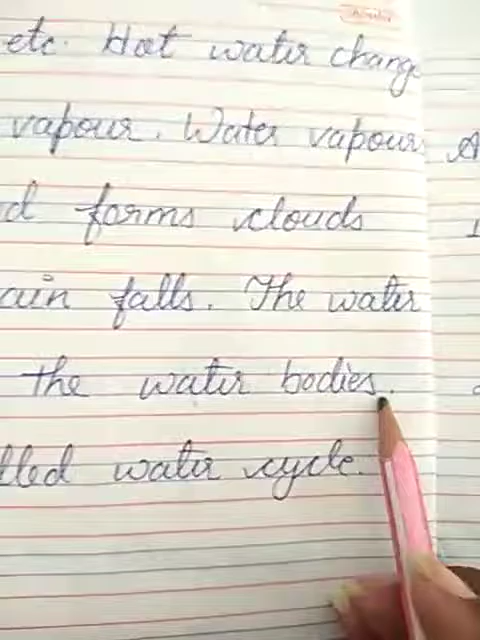 etc. Hot water chang
vapour. Water vapour
d forms clouds
ain falls. The water
the water bodies.
lled water cycle.